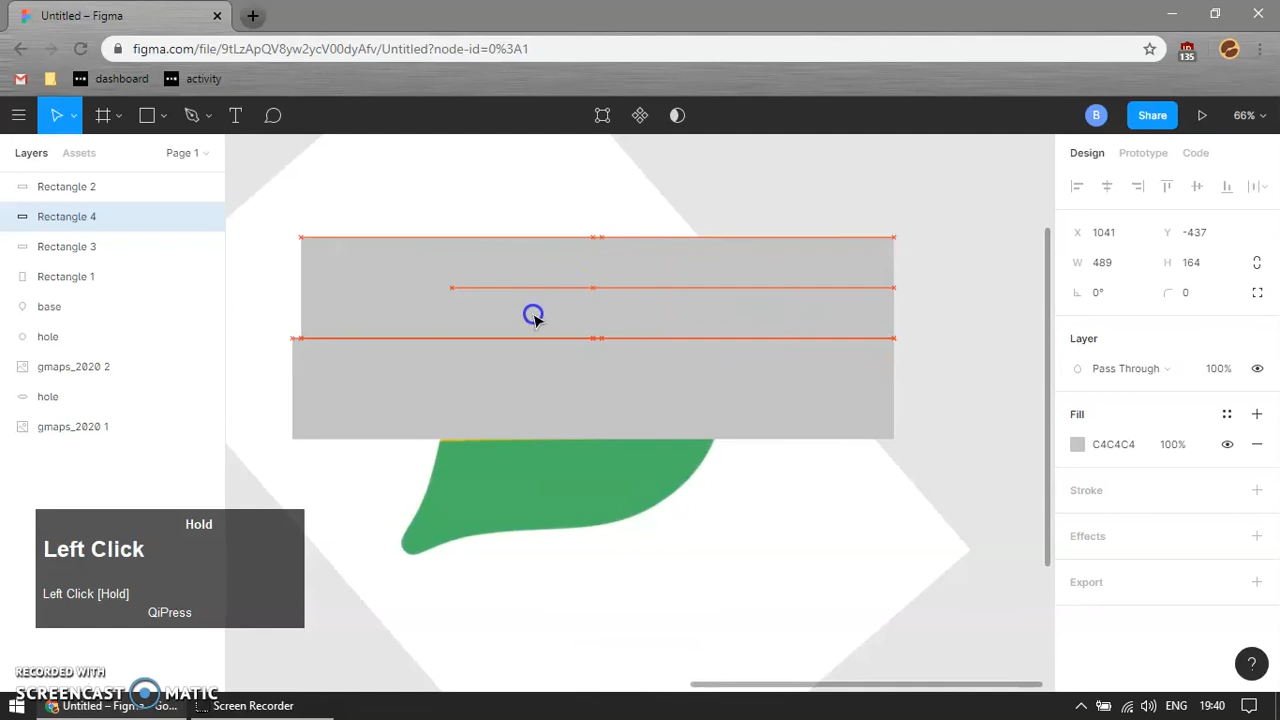 Untitled – Figma
figma.com/file/9tLzApQV8yw2ycV00dyAfv/Untitled?node-id=0%3A1
135
dashboard
activity
B
Share
66%
Layers
Assets
Page 1
Design
Prototype
Code
Rectangle 2
Rectangle 4
Rectangle 3
Rectangle 1
base
hole
gmaps_2020 2
hole
gmaps_2020 1
X 1041
Y -437
W 489
H 164
0°
0
Layer
Pass Through
100%
Fill
C4C4C4
100%
Stroke
Effects
Export
Hold
Left Click
Left Click [Hold]
QiPress
?
RECORDED WITH
SCREENCAST MATIC
Untitled – Figma - Go...
Screen Recorder
ENG
19:40